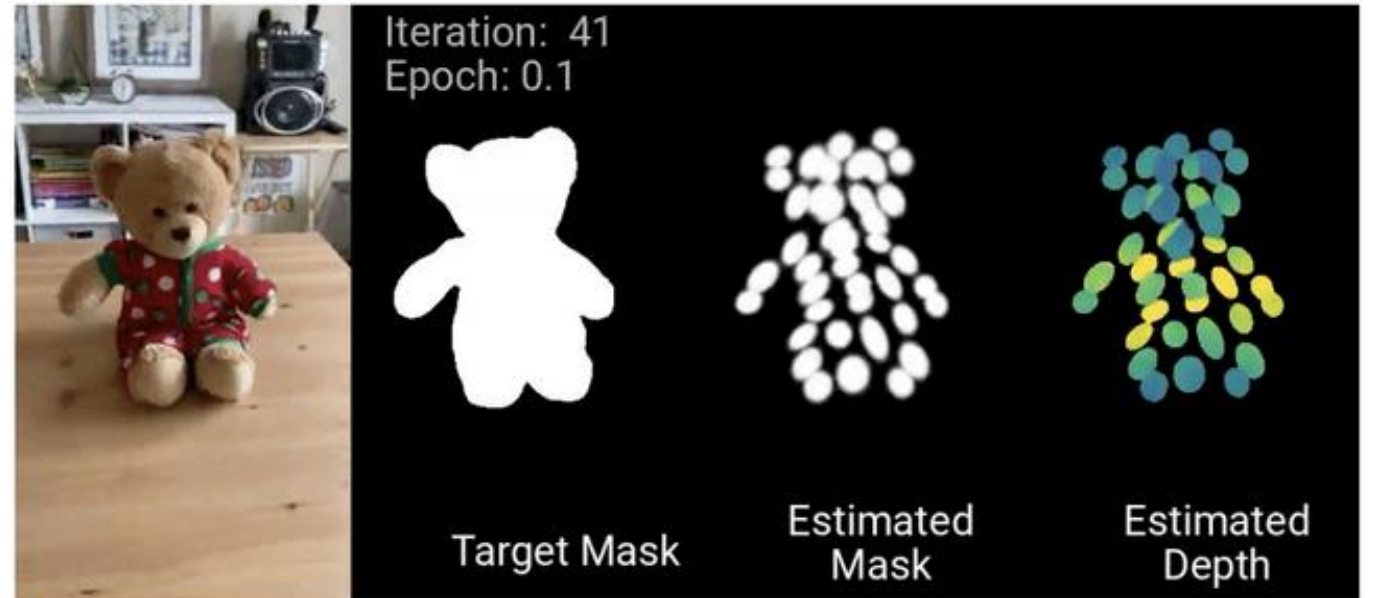 Iteration: 41
Epoch: 0.1
Target Mask
Estimated
Mask
Estimated
Depth